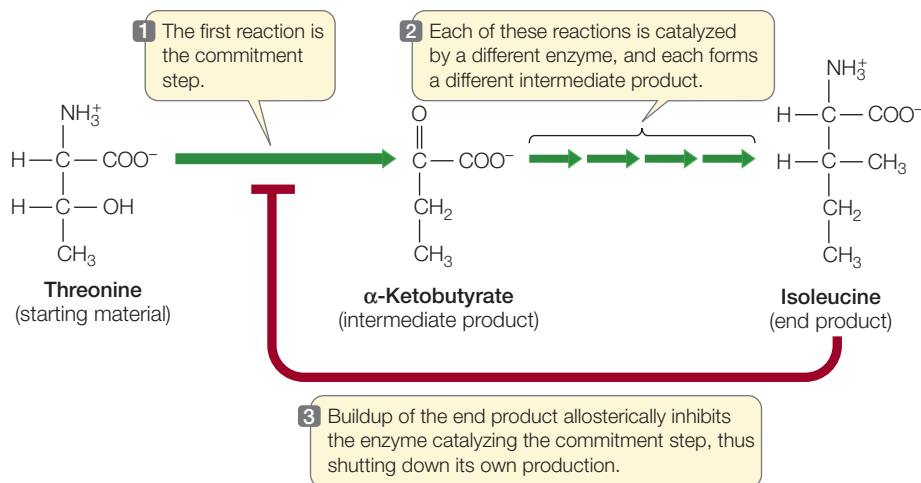 1 The first reaction is
the commitment
step.
2 Each of these reactions is catalyzed
by a different enzyme, and each forms
a different intermediate product.
NH₃⁺
H—C—COO⁻
H—C—OH
CH₃
Threonine
(starting material)
O
C—COO⁻
CH₂
CH₃
α-Ketobutyrate
(intermediate product)
NH₃⁺
H—C—COO⁻
H—C—CH₃
CH₂
CH₃
Isoleucine
(end product)
3 Buildup of the end product allosterically inhibits
the enzyme catalyzing the commitment step, thus
shutting down its own production.